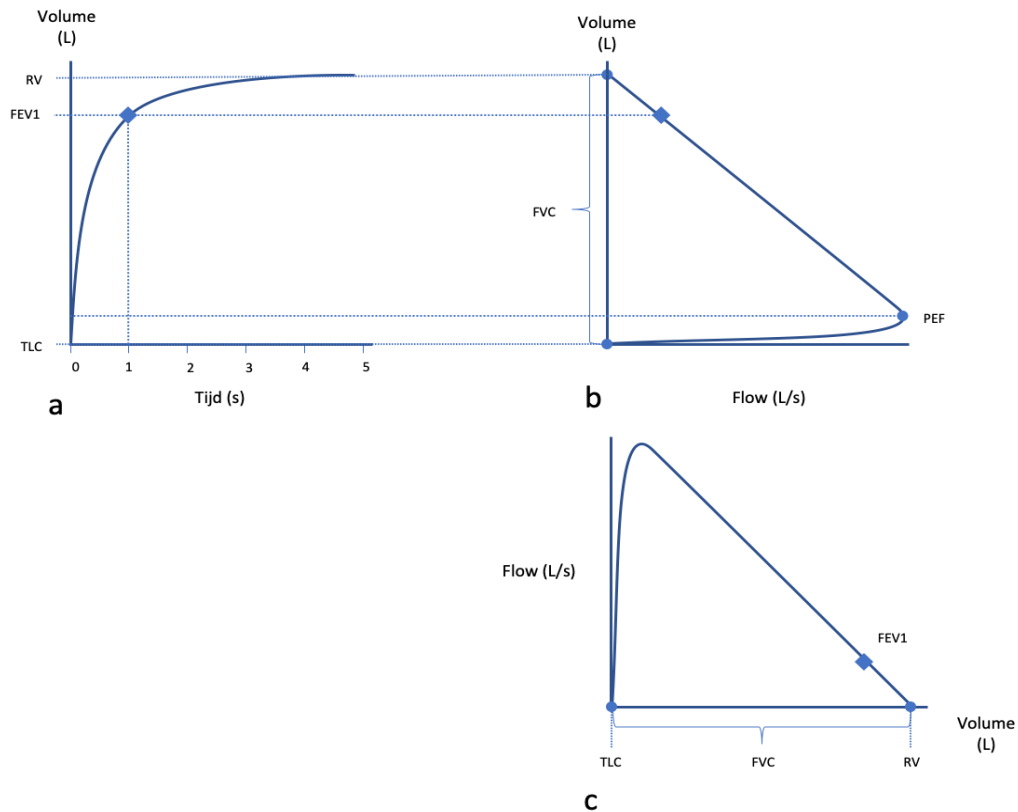 Volume
(L)
RV
FEV1
TLC
0
1
2
3
4
5
Tijd (s)
a
Volume
(L)
FVC
PEF
b
Flow (L/s)
Flow (L/s)
FEV1
Volume
(L)
TLC
FVC
RV
c